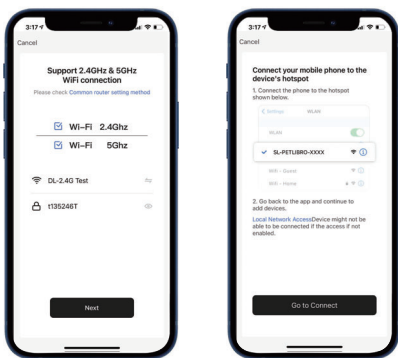 3:17
Cancel
Support 2.4GHz & 5GHz
WiFi connection
Please check Common router setting method
Wi-Fi 2.4Ghz
Wi-Fi 5Ghz
DL-2.4G Test
t135246T
Next
3:17
Cancel
Connect your mobile phone to the
device's hotspot
1. Connect the phone to the hotspot
shown below.
Settings WLAN
WLAN
SL-PETLIBRO-XXXX
Wifi - Guest
Wifi - Home
2. Go back to the app and continue to
add devices.
Local Network AccessDevice might not be
able to be connected if the access if not
enabled.
Go to Connect